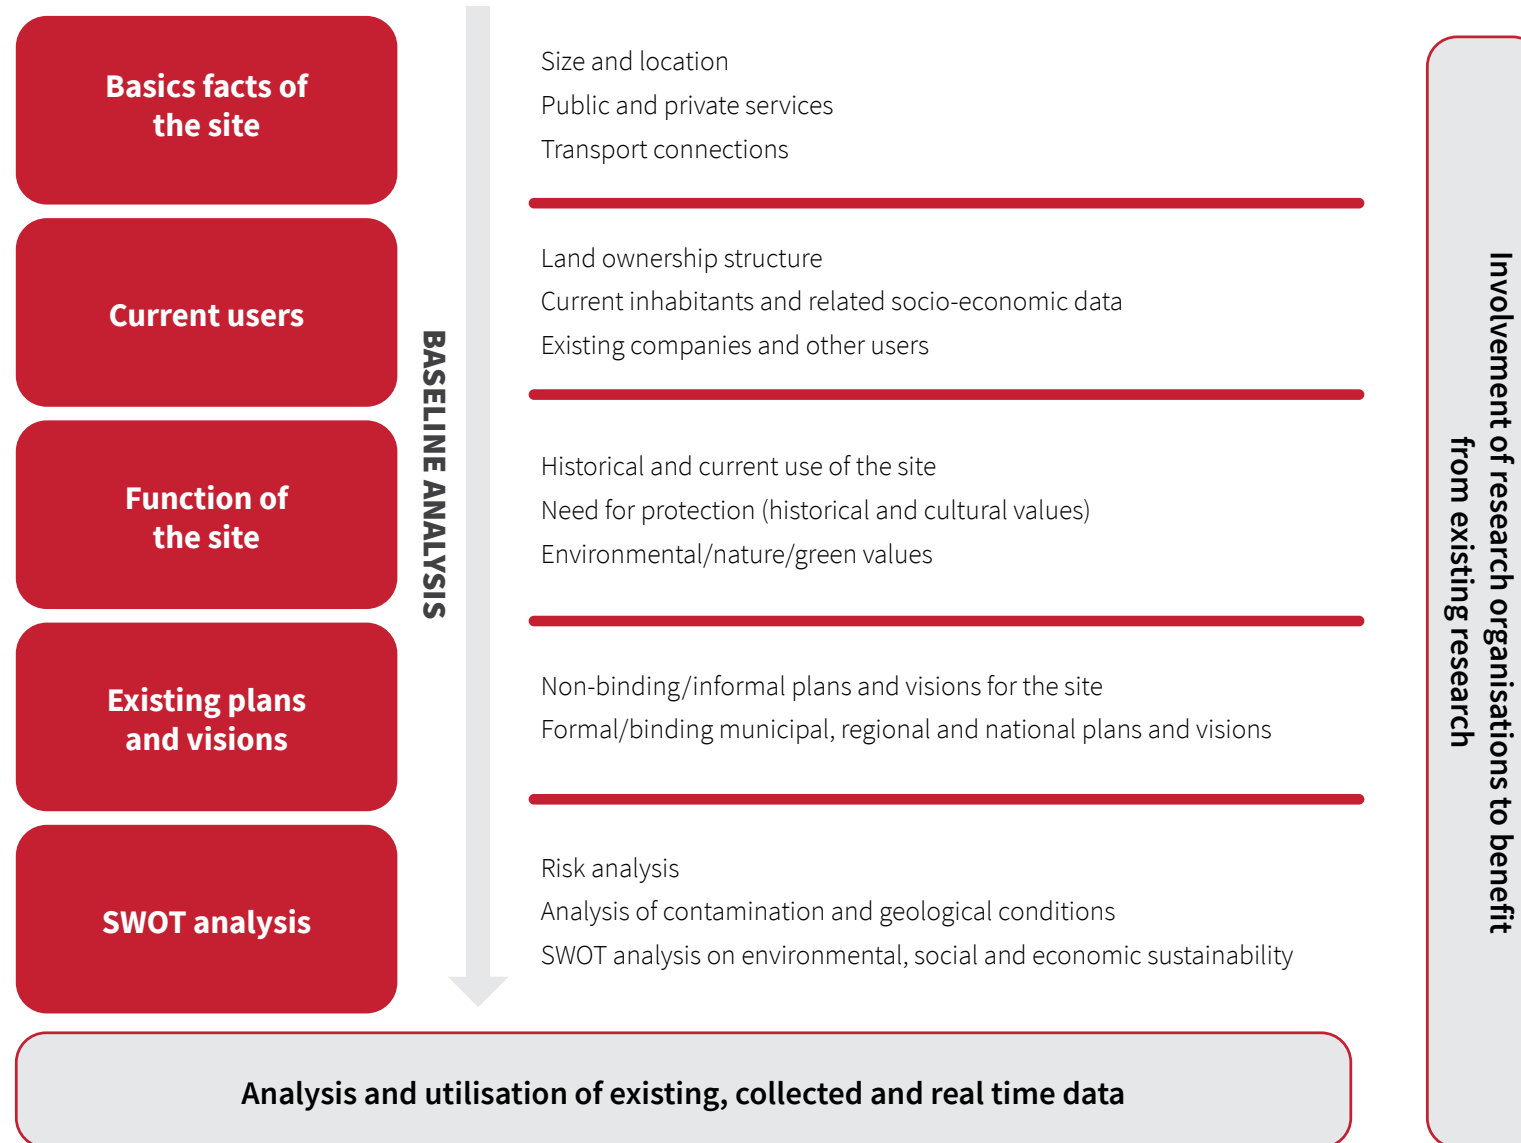 Basics facts of
the site
Size and location
Public and private services
Transport connections
Current users
Land ownership structure
Current inhabitants and related socio-economic data
Existing companies and other users
BASELINE ANALYSIS
Function of
the site
Historical and current use of the site
Need for protection (historical and cultural values)
Environmental/nature/green values
Existing plans
and visions
Non-binding/informal plans and visions for the site
Formal/binding municipal, regional and national plans and visions
SWOT analysis
Risk analysis
Analysis of contamination and geological conditions
SWOT analysis on environmental, social and economic sustainability
Analysis and utilisation of existing, collected and real time data
Involvement of research organisations to benefit
from existing research